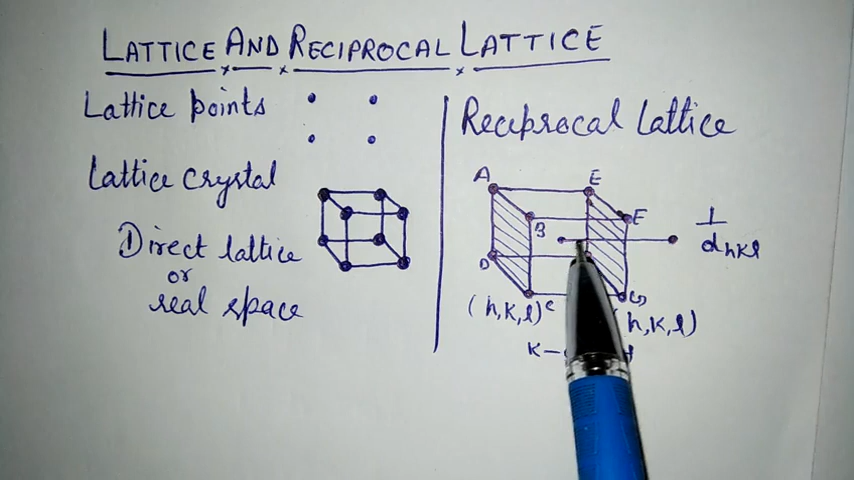 LATTICE AND RECIPROCAL LATTICE
Lattice points
Lattice crystal
Direct lattice
or
real space
Reciprocal lattice
A
E
B
F
D
C
G
1
dhkl
(h,k,l)
(h,k,l)
K-